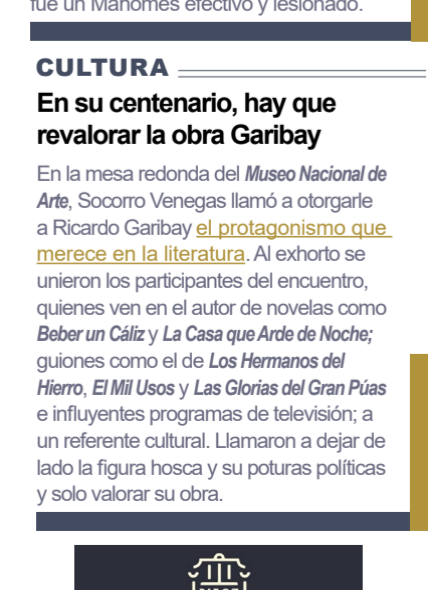 fue un Mahomes efectivo y lesionado.
CULTURA
En su centenario, hay que
revalorar la obra Garibay
En la mesa redonda del Museo Nacional de
Arte, Socorro Venegas llamó a otorgarle
a Ricardo Garibay el protagonismo que
merece en la literatura. Al exhorto se
unieron los participantes del encuentro,
quienes ven en el autor de novelas como
Beber un Cáliz y La Casa que Arde de Noche;
guiones como el de Los Hermanos del
Hierro, El Mil Usos y Las Glorias del Gran Púas
e influyentes programas de televisión; a
un referente cultural. Llamaron a dejar de
lado la figura hosca y su poturas políticas
y solo valorar su obra.